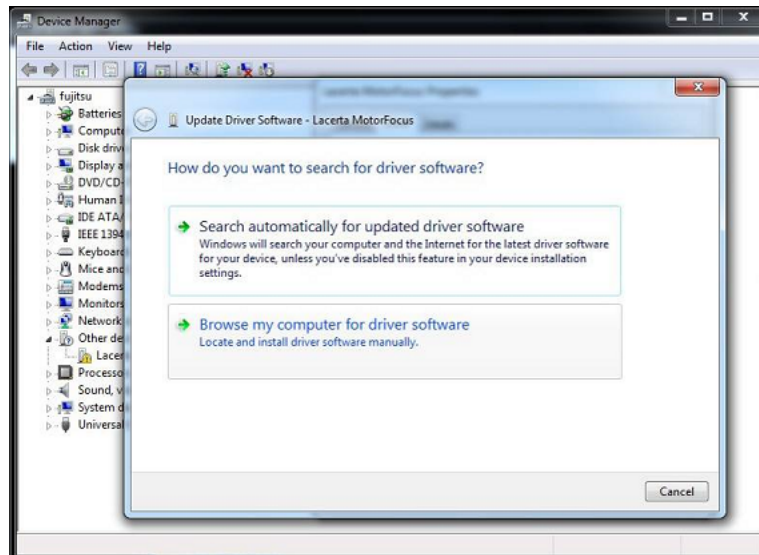 Device Manager
File Action View Help
fujitsu
Batteries
Update Driver Software - Lacerta MotorFocus
Disk driv
Display a
How do you want to search for driver software?
DVD/CD-
Human I
IDE ATA/
Search automatically for updated driver software
IEEE 1394
Windows will search your computer and the Internet for the latest driver software
Keyboard
for your device, unless you've disabled this feature in your device installation
settings.
Mice and
Modems
Monitors
Network
Browse my computer for driver software
Other de
Locate and install driver software manually.
Lacer
Processo
Sound, v
System d
Universal
Cancel